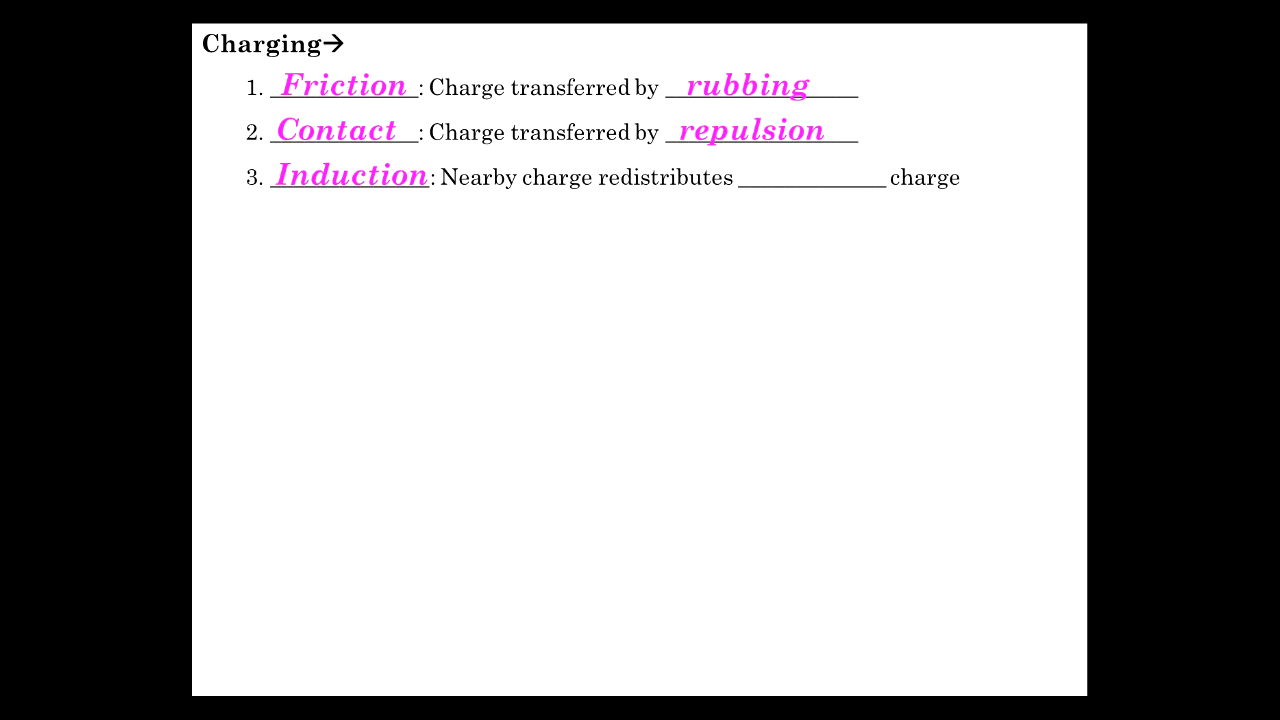 Charging→
1. Friction: Charge transferred by rubbing
2. Contact: Charge transferred by repulsion
3. Induction: Nearby charge redistributes ____________ charge